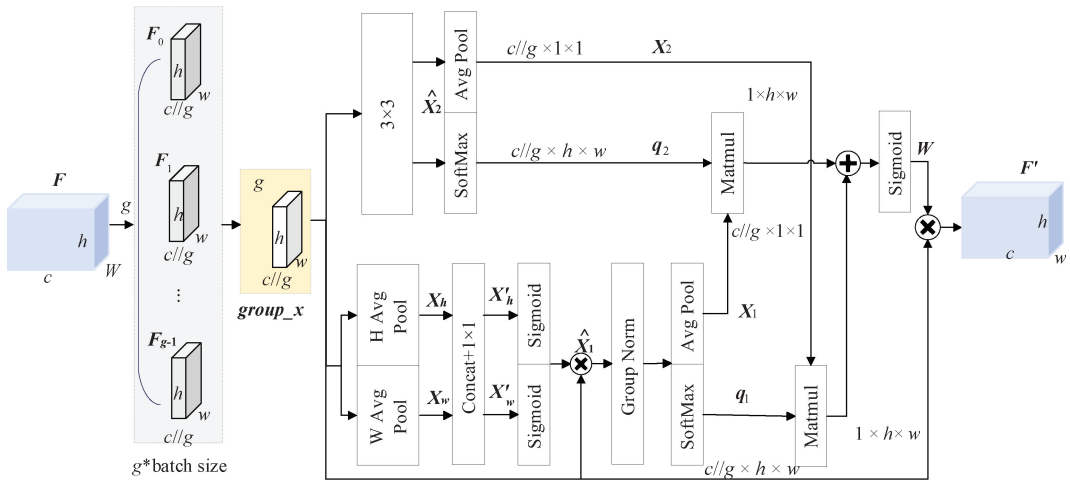 F
h
c
W
g
F0
h
w
c//g
F1
h
w
c//g
...
Fg-1
h
w
c//g
g*batch size
g
h
w
c//g
group_x
3×3
X̂2
Avg Pool
SoftMax
c//g ×1×1
X2
c//g × h × w
q2
1×h×w
Matmul
c//g ×1×1
H Avg
Pool
W Avg
Pool
Xh
Xw
Concat+1×1
X'h
X'w
Sigmoid
Sigmoid
X̂1
Group Norm
Avg Pool
SoftMax
X1
q1
Matmul
1 × h× w
c//g × h × w
Sigmoid
W
F'
h
c
w